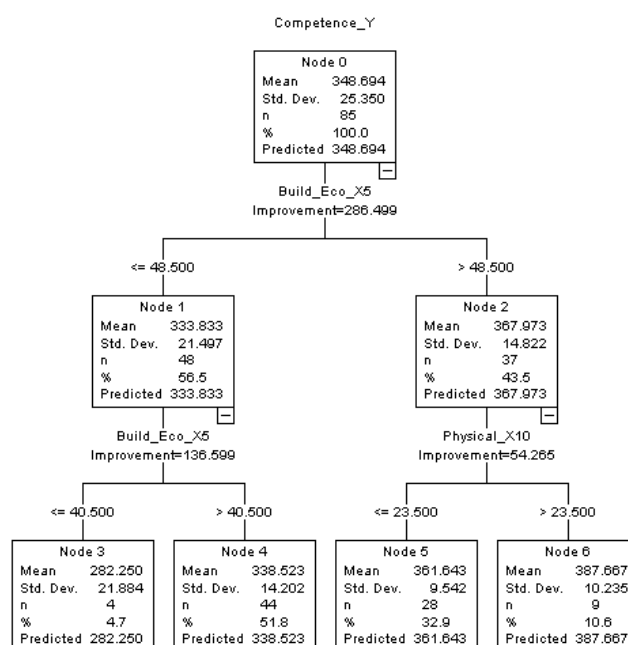 Competence_Y
Node 0
Mean 348.694
Std. Dev. 25.350
n 85
% 100.0
Predicted 348.694
Build_Eco_X5
Improvement=286.499
<= 48.500
> 48.500
Node 1
Mean 333.833
Std. Dev. 21.497
n 48
% 56.5
Predicted 333.833
Node 2
Mean 367.973
Std. Dev. 14.822
n 37
% 43.5
Predicted 367.973
Build_Eco_X5
Improvement=136.599
Physical_X10
Improvement=54.265
<= 40.500
> 40.500
<= 23.500
> 23.500
Node 3
Mean 282.250
Std. Dev. 21.884
n 4
% 4.7
Predicted 282.250
Node 4
Mean 338.523
Std. Dev. 14.202
n 44
% 51.8
Predicted 338.523
Node 5
Mean 361.643
Std. Dev. 9.542
n 28
% 32.9
Predicted 361.643
Node 6
Mean 387.667
Std. Dev. 10.235
n 9
% 10.6
Predicted 387.667